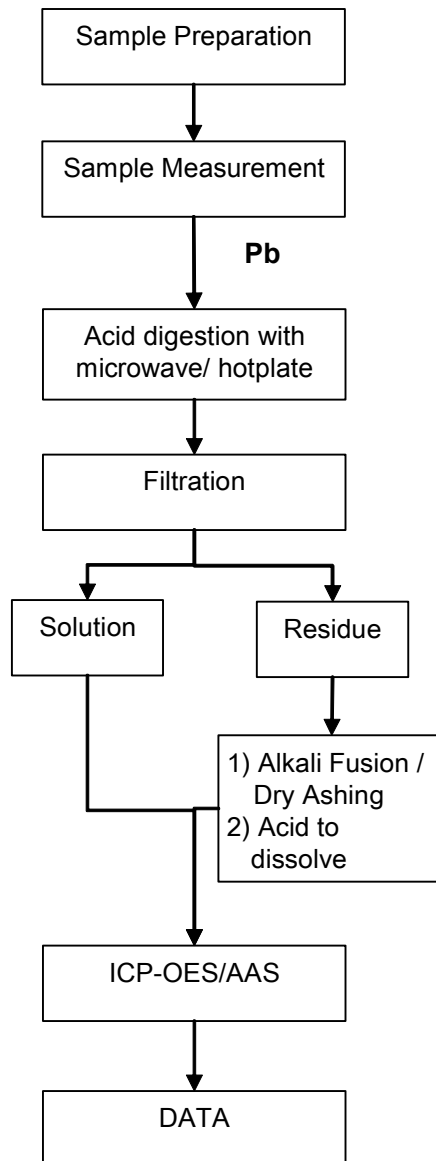 Sample Preparation
Sample Measurement
Pb
Acid digestion with
microwave/ hotplate
Filtration
Solution
Residue
1) Alkali Fusion /
Dry Ashing
2) Acid to
dissolve
ICP-OES/AAS
DATA